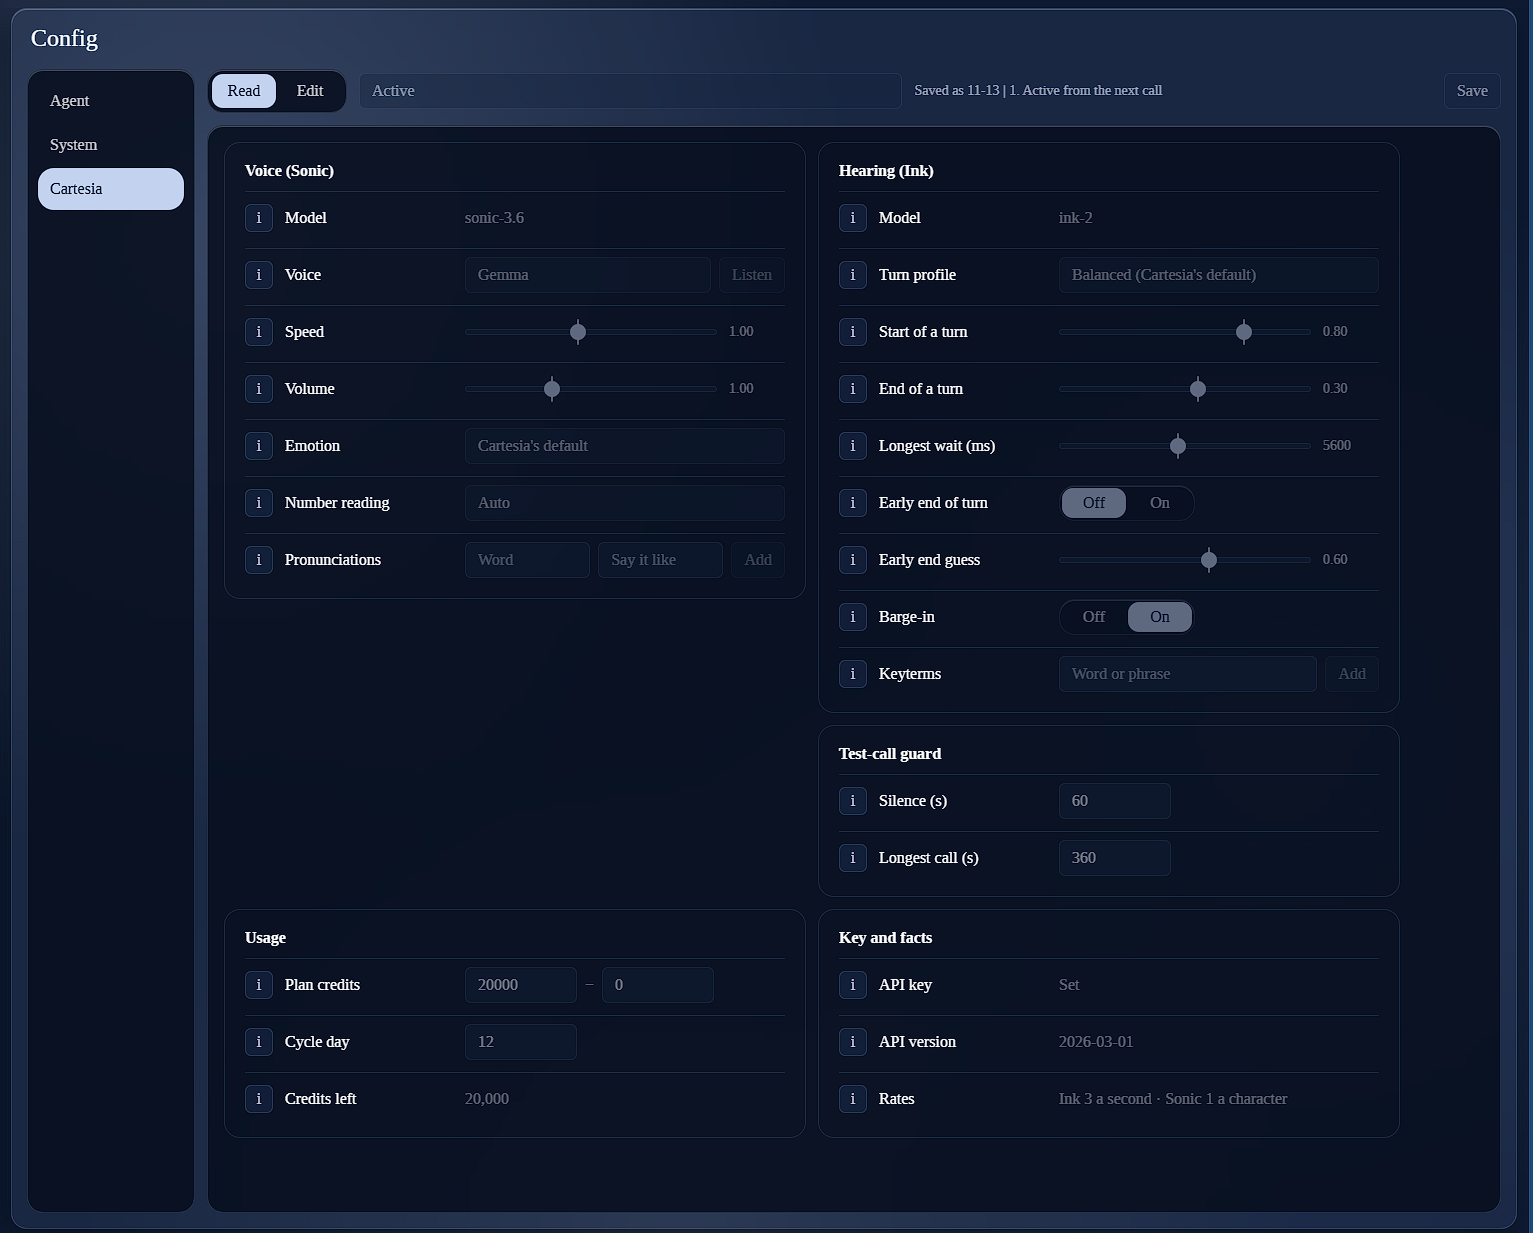 Config
Agent
System
Cartesia
Read Edit Active Saved as 11-13 | 1. Active from the next call Save
Voice (Sonic)
i Model sonic-3.6
i Voice Gemma Listen
i Speed 1.00
i Volume 1.00
i Emotion Cartesia's default
i Number reading Auto
i Pronunciations Word Say it like Add
Hearing (Ink)
i Model ink-2
i Turn profile Balanced (Cartesia's default)
i Start of a turn 0.80
i End of a turn 0.30
i Longest wait (ms) 5600
i Early end of turn Off On
i Early end guess 0.60
i Barge-in Off On
i Keyterms Word or phrase Add
Test-call guard
i Silence (s) 60
i Longest call (s) 360
Usage
i Plan credits 20000 – 0
i Cycle day 12
i Credits left 20,000
Key and facts
i API key Set
i API version 2026-03-01
i Rates Ink 3 a second · Sonic 1 a character